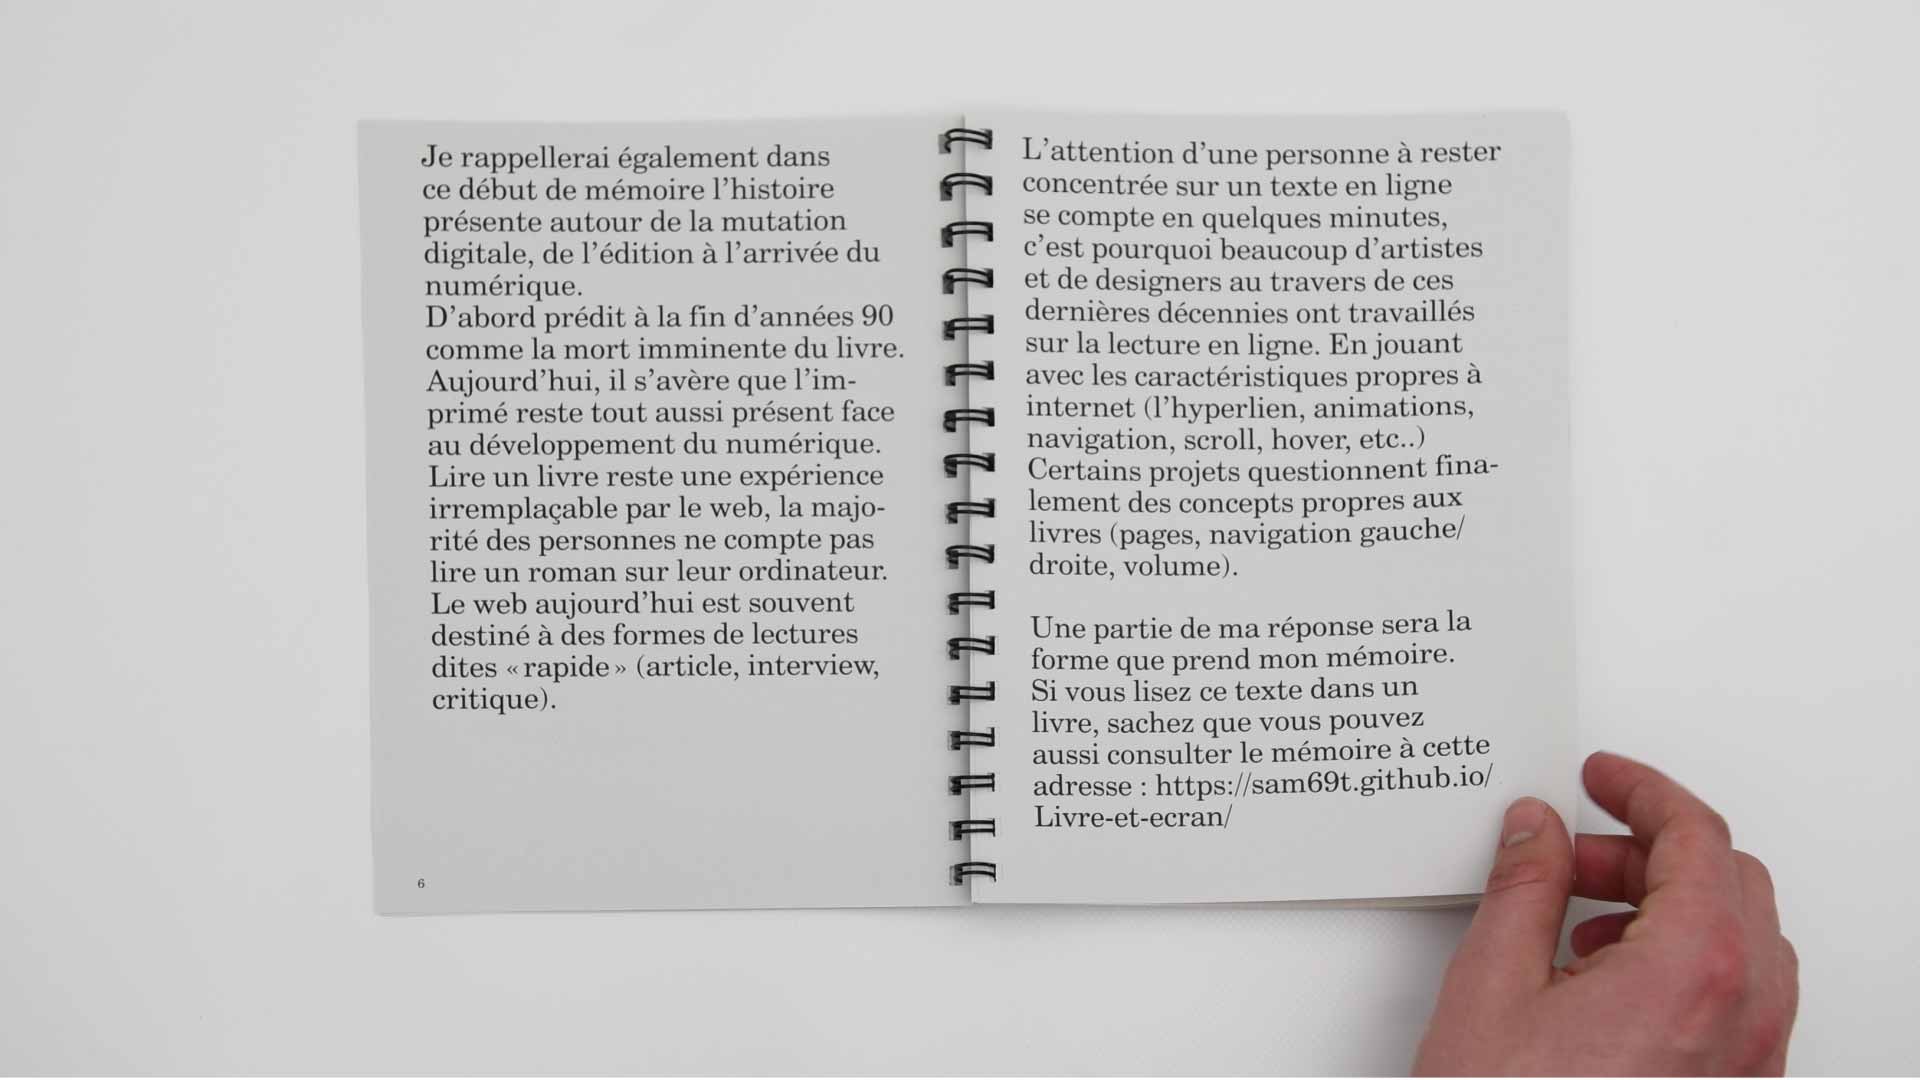 Je rappellerai également dans
ce début de mémoire l’histoire
présente autour de la mutation
digitale, de l’édition à l’arrivée du
numérique.
D’abord prédit à la fin d’années 90
comme la mort imminente du livre.
Aujourd’hui, il s’avère que l’im-
primé reste tout aussi présent face
au développement du numérique.
Lire un livre reste une expérience
irremplaçable par le web, la majo-
rité des personnes ne compte pas
lire un roman sur leur ordinateur.
Le web aujourd’hui est souvent
destiné à des formes de lectures
dites « rapide » (article, interview,
critique).
6
L’attention d’une personne à rester
concentrée sur un texte en ligne
se compte en quelques minutes,
c’est pourquoi beaucoup d’artistes
et de designers au travers de ces
dernières décennies ont travaillés
sur la lecture en ligne. En jouant
avec les caractéristiques propres à
internet (l’hyperlien, animations,
navigation, scroll, hover, etc..)
Certains projets questionnent fina-
lement des concepts propres aux
livres (pages, navigation gauche/
droite, volume).
Une partie de ma réponse sera la
forme que prend mon mémoire.
Si vous lisez ce texte dans un
livre, sachez que vous pouvez
aussi consulter le mémoire à cette
adresse : https://sam69t.github.io/
Livre-et-ecran/